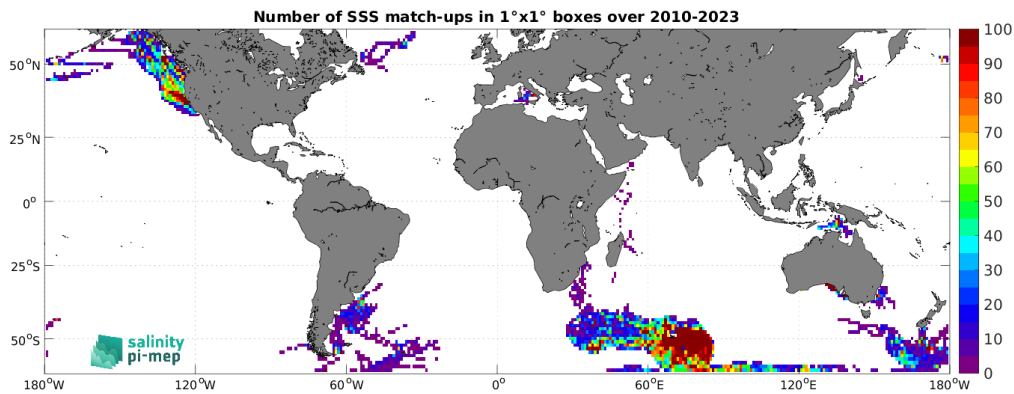 Number of SSS match-ups in 1°x1° boxes over 2010-2023
50°N
25°N
0°
25°S
50°S
180°W
120°W
60°W
0°
60°E
120°E
180°W
100
90
80
70
60
50
40
30
20
10
0
salinity
pi-mep